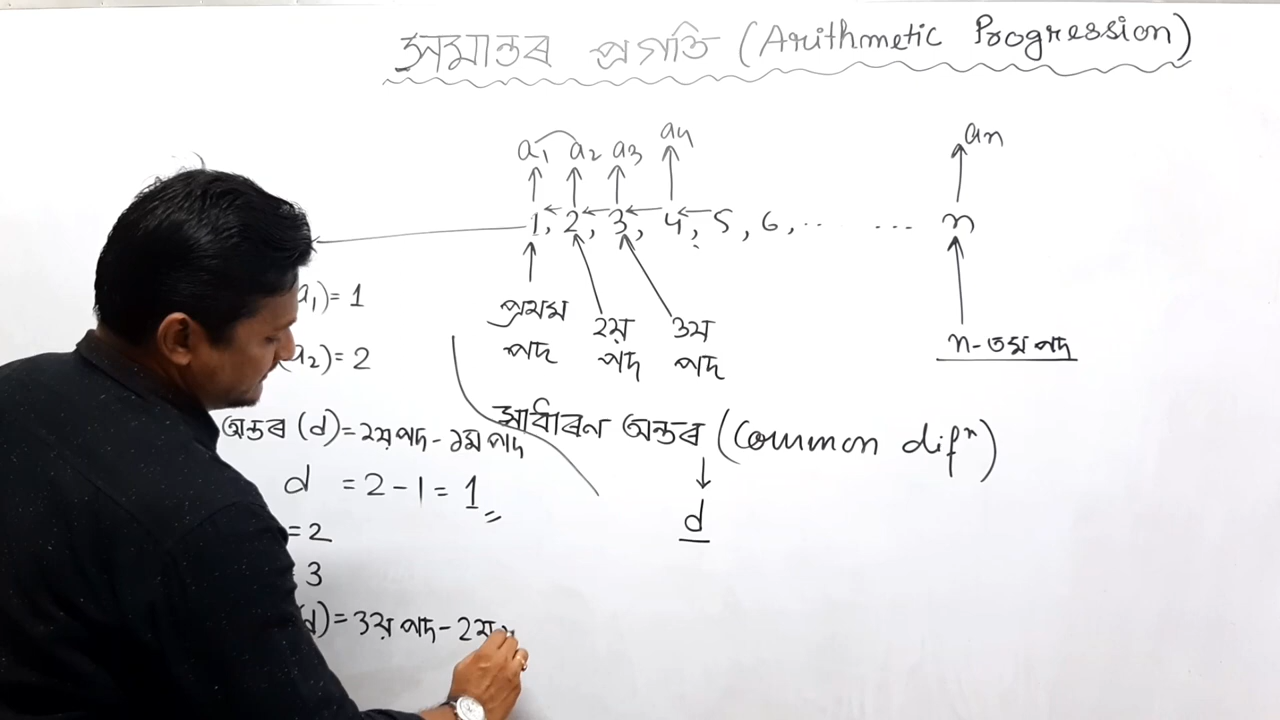 সমান্তৰ প্ৰগতি (Arithmetic Progression)
a₁ a₂ a₃ a₄ aₙ
1, 2, 3, 4, 5, 6, ... ... n
প্ৰথম পদ
২য় পদ
৩য় পদ
n-তম পদ
a₁) = 1
(a₂) = 2
সাধাৰণ অন্তৰ (Common difⁿ)
d
অন্তৰ (d) = ২য় পদ - ১ম পদ
d = 2 - 1 = 1
= 2
= 3
(d) = ৩য় পদ - 2য়